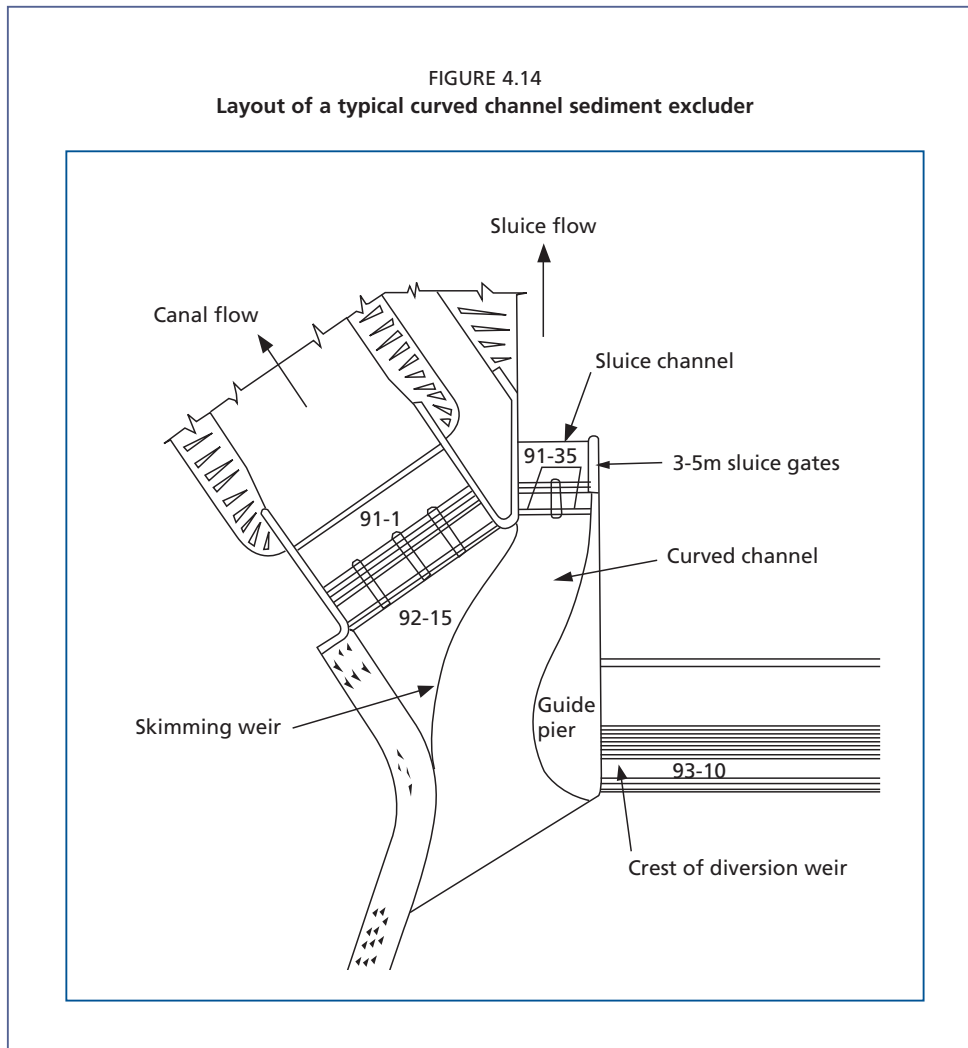 FIGURE 4.14
Layout of a typical curved channel sediment excluder
Sluice flow
Canal flow
Sluice channel
91-35
3-5m sluice gates
91-1
Curved channel
92-15
Skimming weir
Guide
pier
93-10
Crest of diversion weir